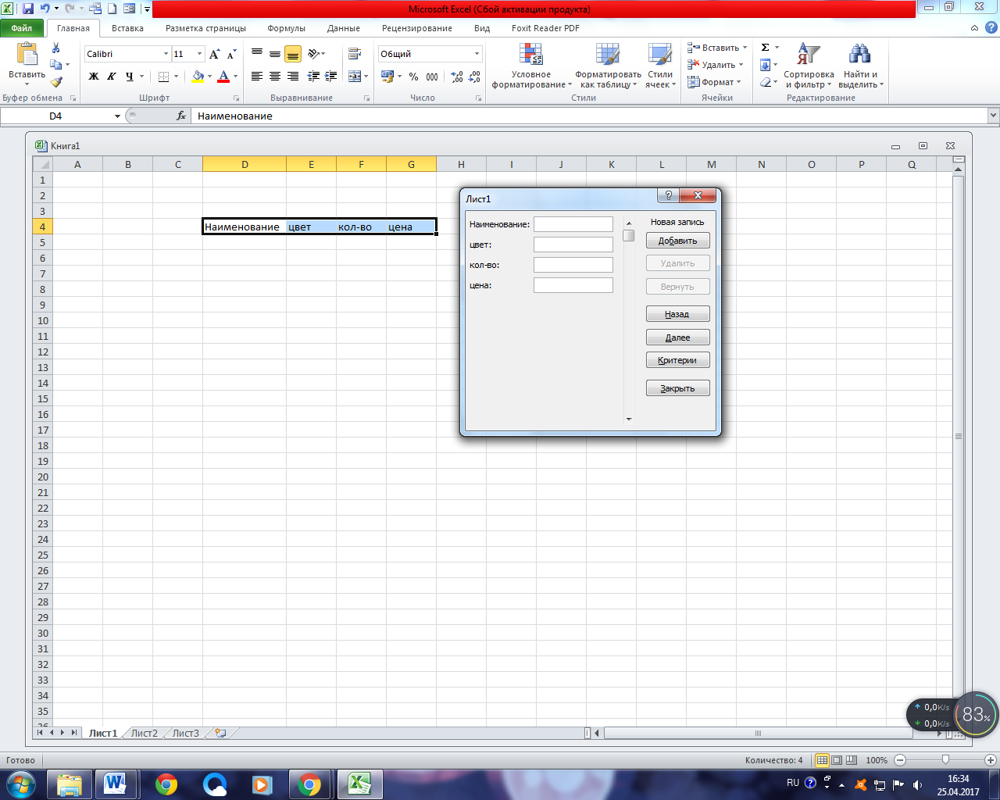 Microsoft Excel (Сбой активации продукта)
Файл Главная Вставка Разметка страницы Формулы Данные Рецензирование Вид Foxit Reader PDF
Вставить
Буфер обмена
Calibri 11
Ж К Ч
Шрифт
Выравнивание
Общий
% 000
Число
Условное форматирование
Форматировать как таблицу
Стили ячеек
Стили
Вставить
Удалить
Формат
Ячейки
Σ
Сортировка и фильтр
Найти и выделить
Редактирование
D4 fx Наименование
Книга1
A B C D E F G H I J K L M N O P Q
1
2
3
4 Наименование цвет кол-во цена
5
6
7
8
9
10
11
12
13
14
15
16
17
18
19
20
21
22
23
24
25
26
27
28
29
30
31
32
33
34
35
36
Лист1
Наименование:
цвет:
кол-во:
цена:
Новая запись
Добавить
Удалить
Вернуть
Назад
Далее
Критерии
Закрыть
0,0K/s
0,0K/s
83%
Лист1 Лист2 Лист3
Готово Количество: 4 100%
RU 16:34
25.04.2017